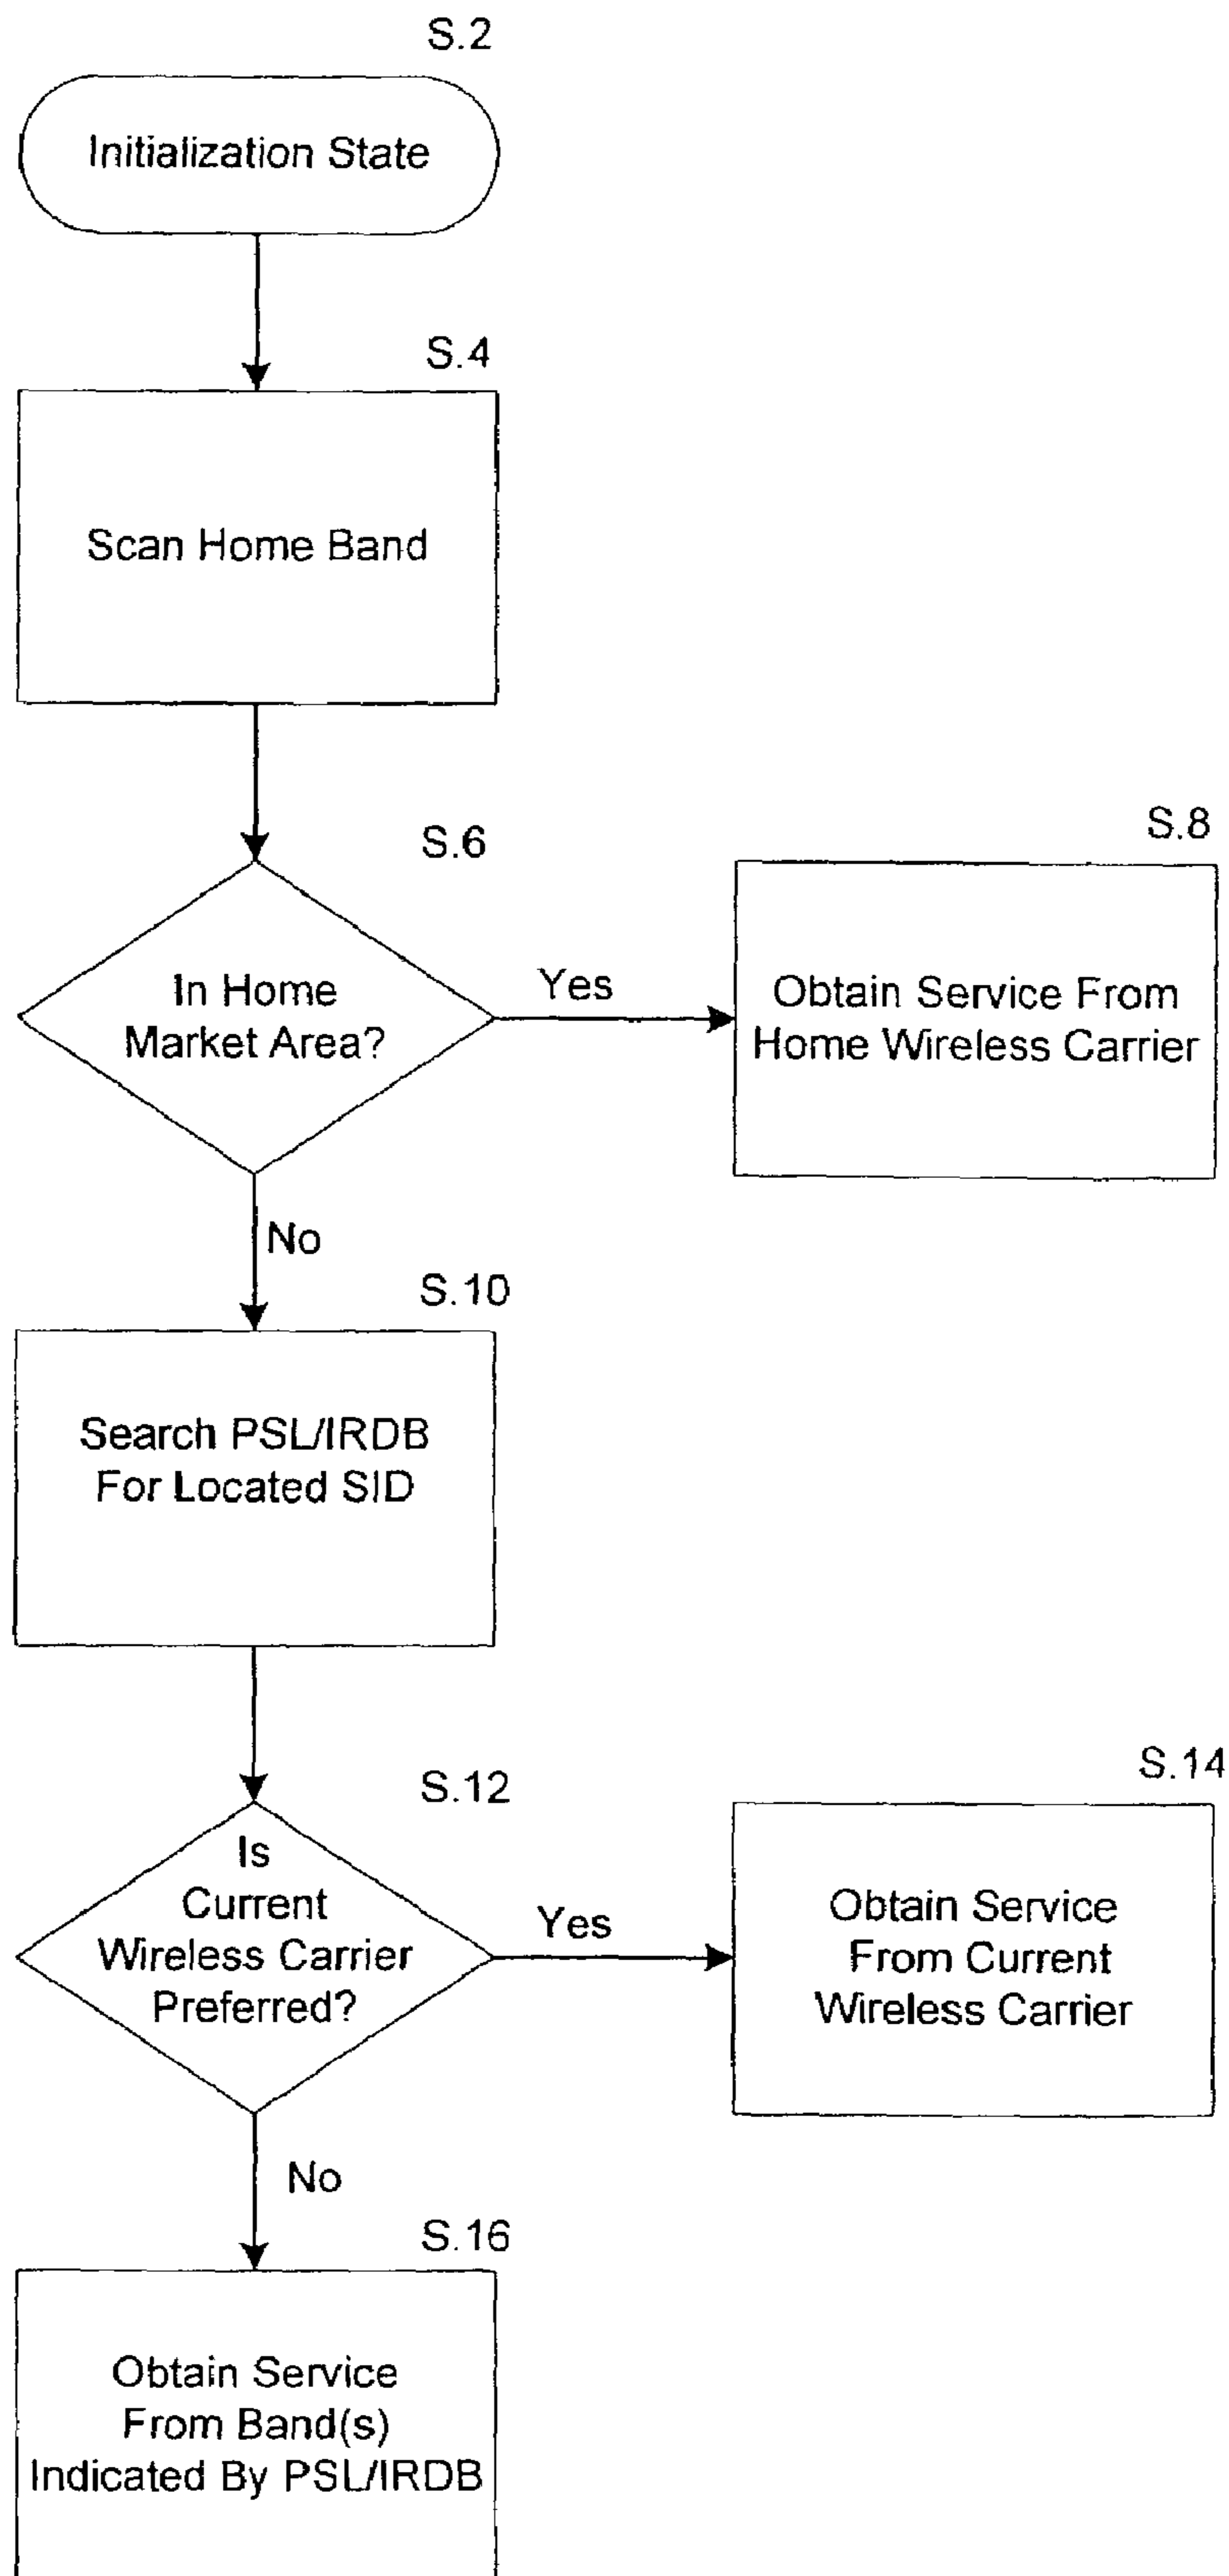 S.2
Initialization State
S.4
Scan Home Band
S.6
In Home
Market Area?
Yes
S.8
Obtain Service From
Home Wireless Carrier
No
S.10
Search PSL/IRDB
For Located SID
S.12
Is
Current
Wireless Carrier
Preferred?
Yes
S.14
Obtain Service
From Current
Wireless Carrier
No
S.16
Obtain Service
From Band(s)
Indicated By PSL/IRDB